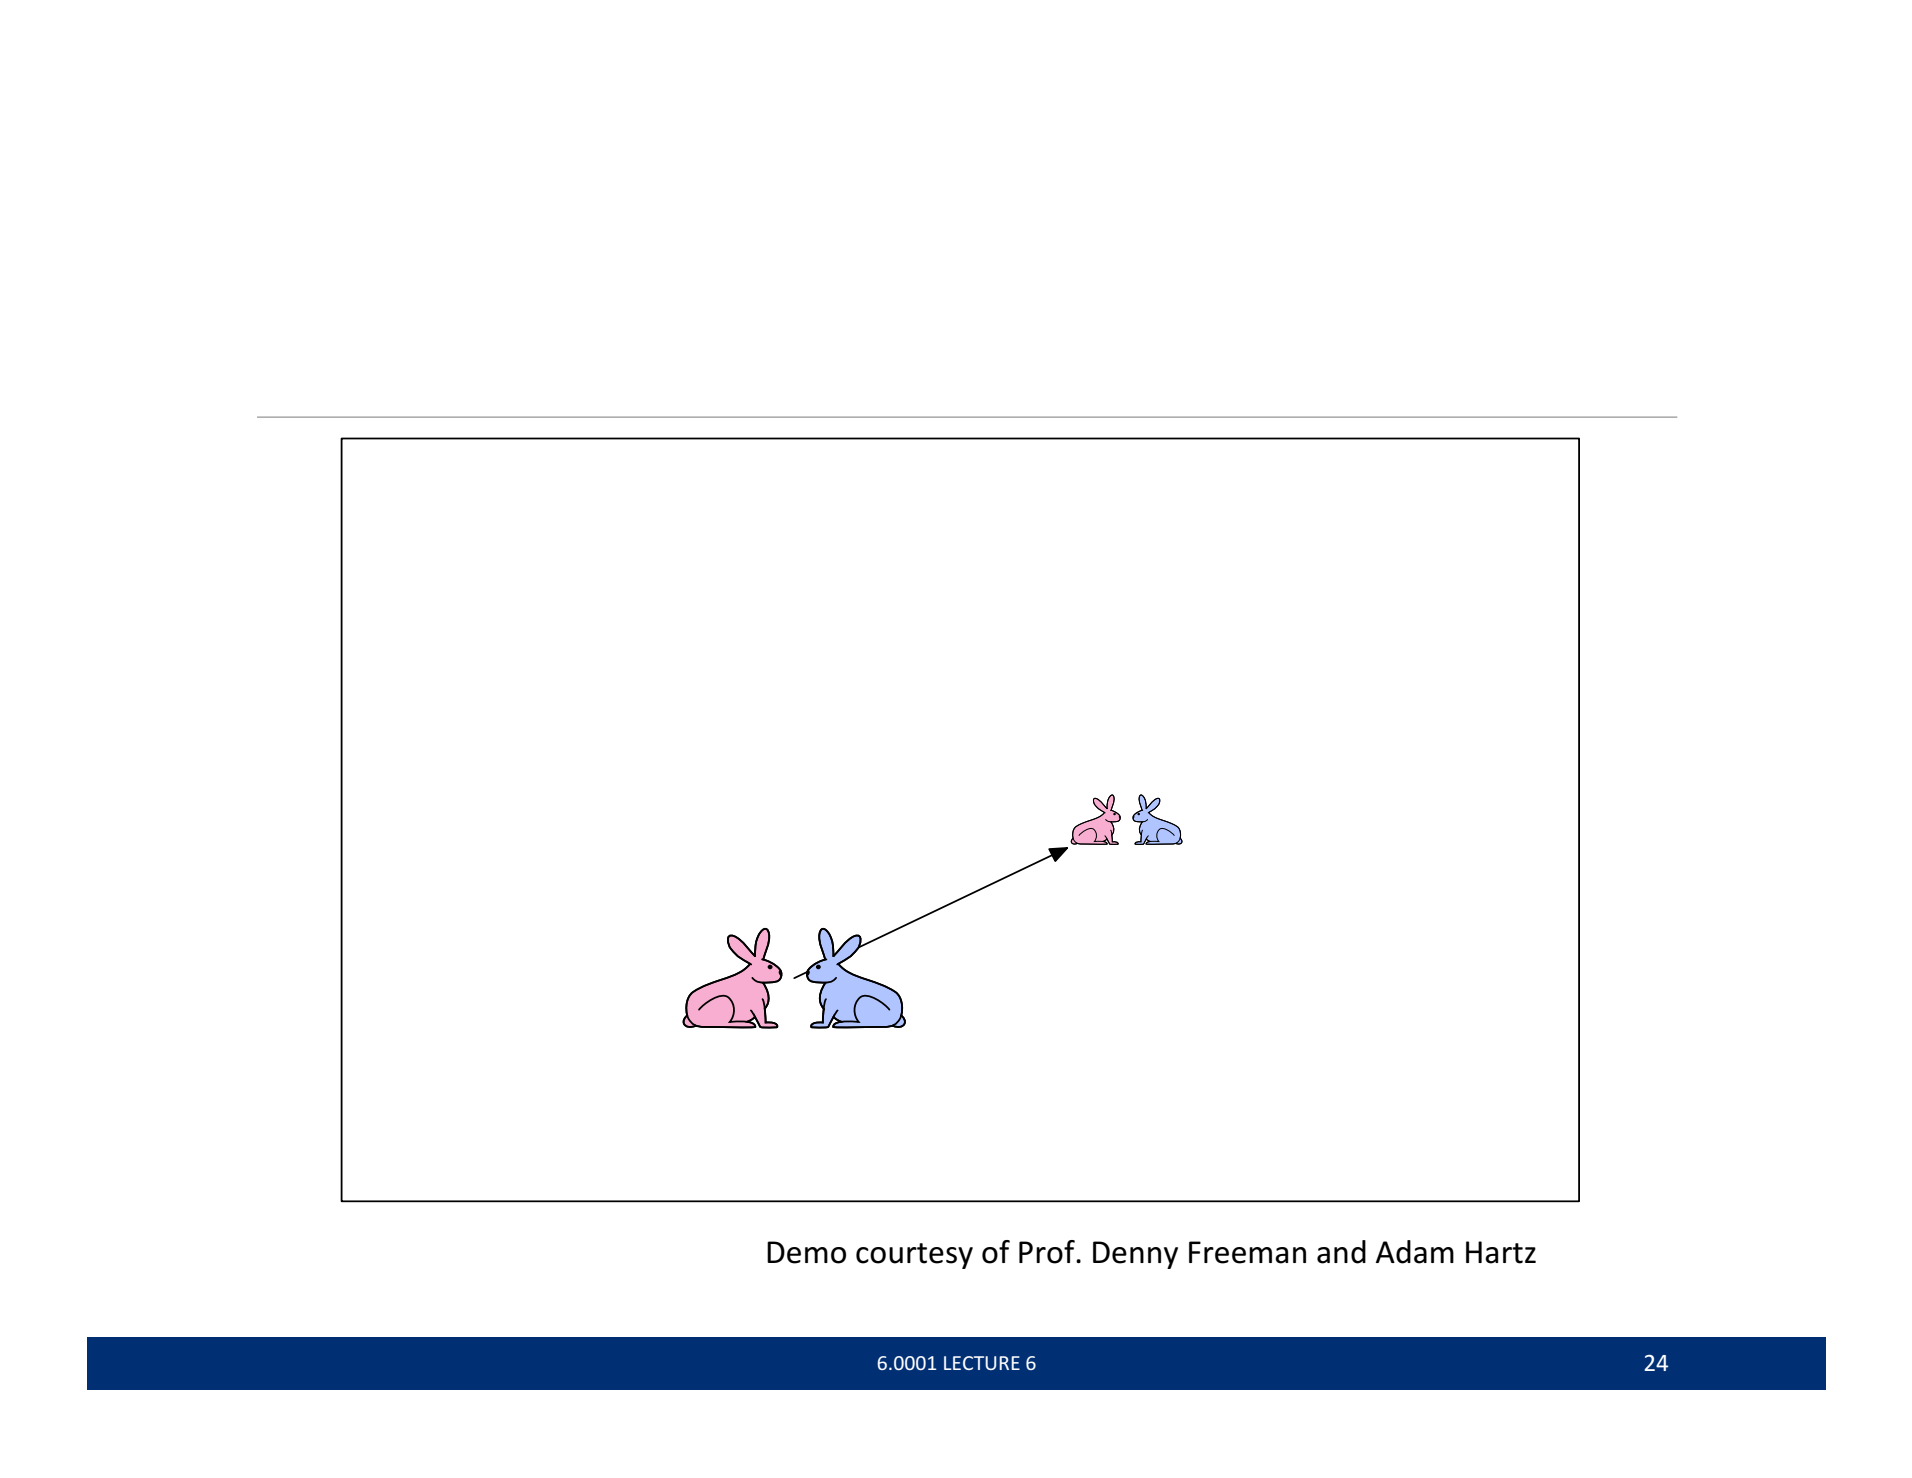 Demo courtesy of Prof. Denny Freeman and Adam Hartz
6.0001 LECTURE 6
24